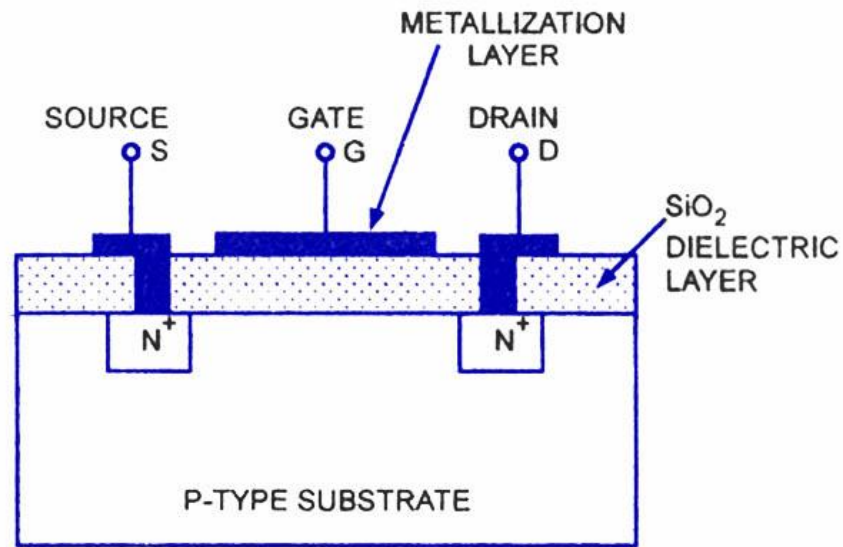 METALLIZATION
LAYER
SOURCE
GATE
DRAIN
S
G
D
SiO₂
DIELECTRIC
LAYER
N⁺
N⁺
P-TYPE SUBSTRATE